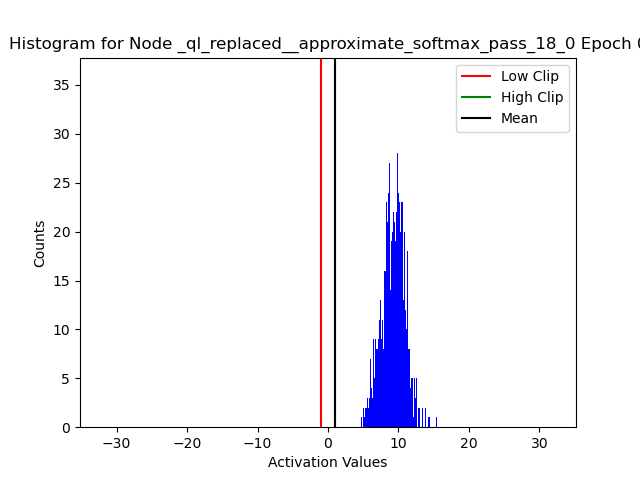 Histogram for Node _ql_replaced__approximate_softmax_pass_18_0 Epoch 0
35
30
25
20
15
10
5
0
Counts
Low Clip
High Clip
Mean
−30 −20 −10 0 10 20 30
Activation Values